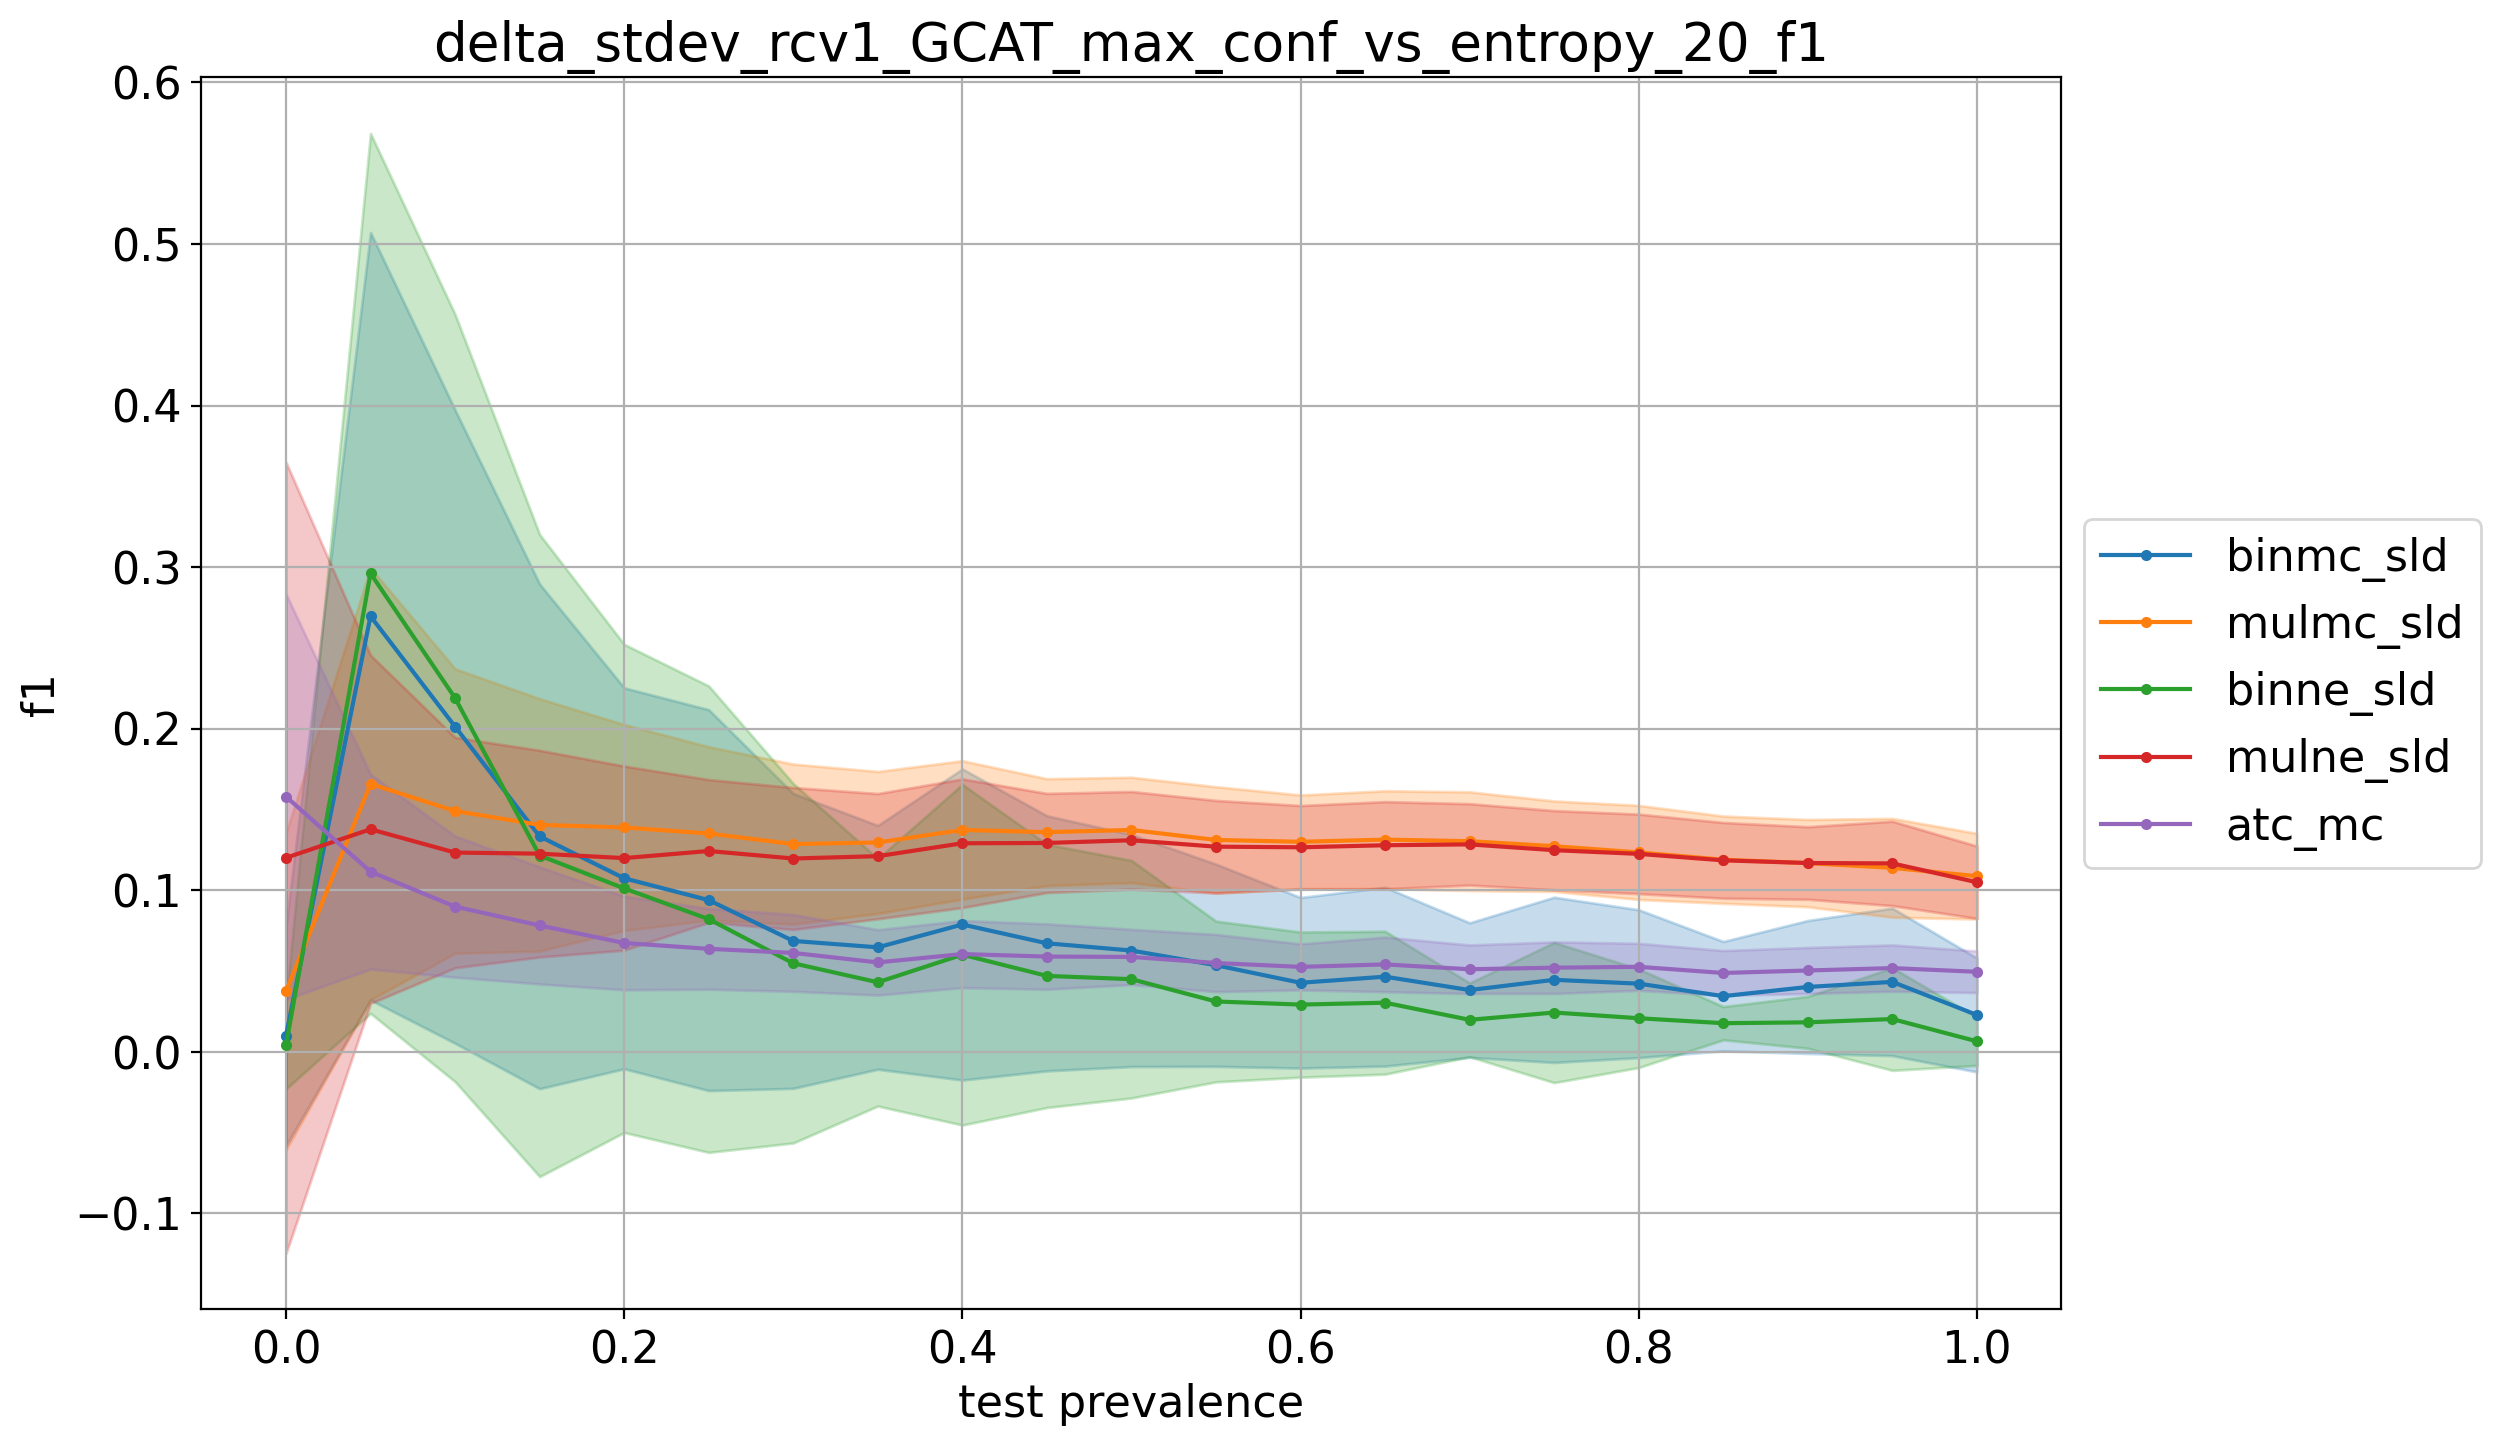 delta_stdev_rcv1_GCAT_max_conf_vs_entropy_20_f1
0.6
0.5
0.4
0.3
0.2
0.1
0.0
−0.1
f1
0.0 0.2 0.4 0.6 0.8 1.0
test prevalence
binmc_sld
mulmc_sld
binne_sld
mulne_sld
atc_mc